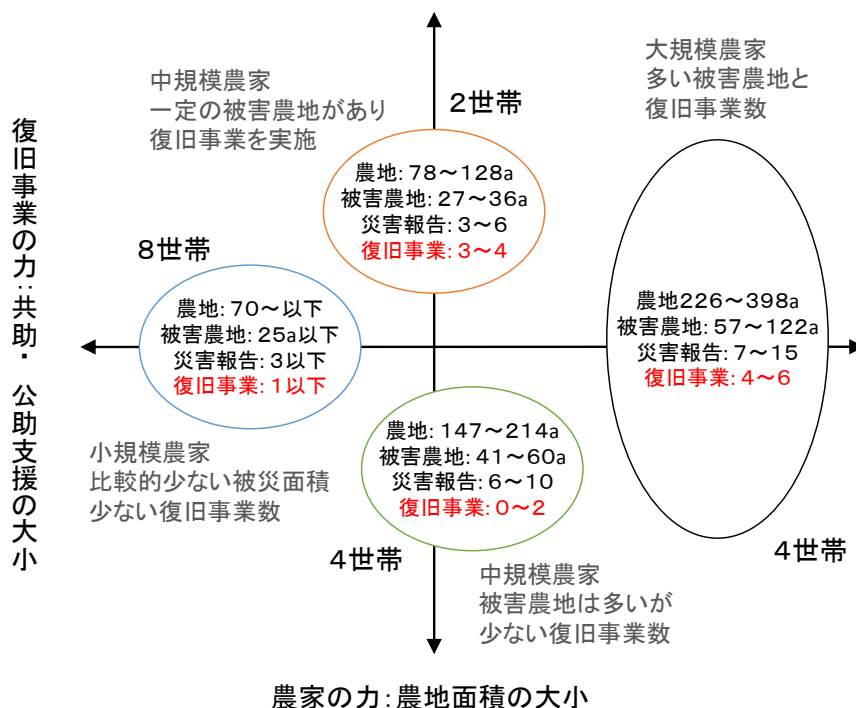 復旧事業の力:共助・公助支援の大小
中規模農家
一定の被害農地があり
復旧事業を実施
2世帯
農地:78～128a
被害農地:27～36a
災害報告:3～6
復旧事業:3～4
大規模農家
多い被害農地と
復旧事業数
農地226～398a
被害農地:57～122a
災害報告:7～15
復旧事業:4～6
4世帯
8世帯
農地:70～以下
被害農地:25a以下
災害報告:3以下
復旧事業:1以下
小規模農家
比較的少ない被災面積
少ない復旧事業数
農地:147～214a
被害農地:41～60a
災害報告:6～10
復旧事業:0～2
4世帯
中規模農家
被害農地は多いが
少ない復旧事業数
農家の力:農地面積の大小